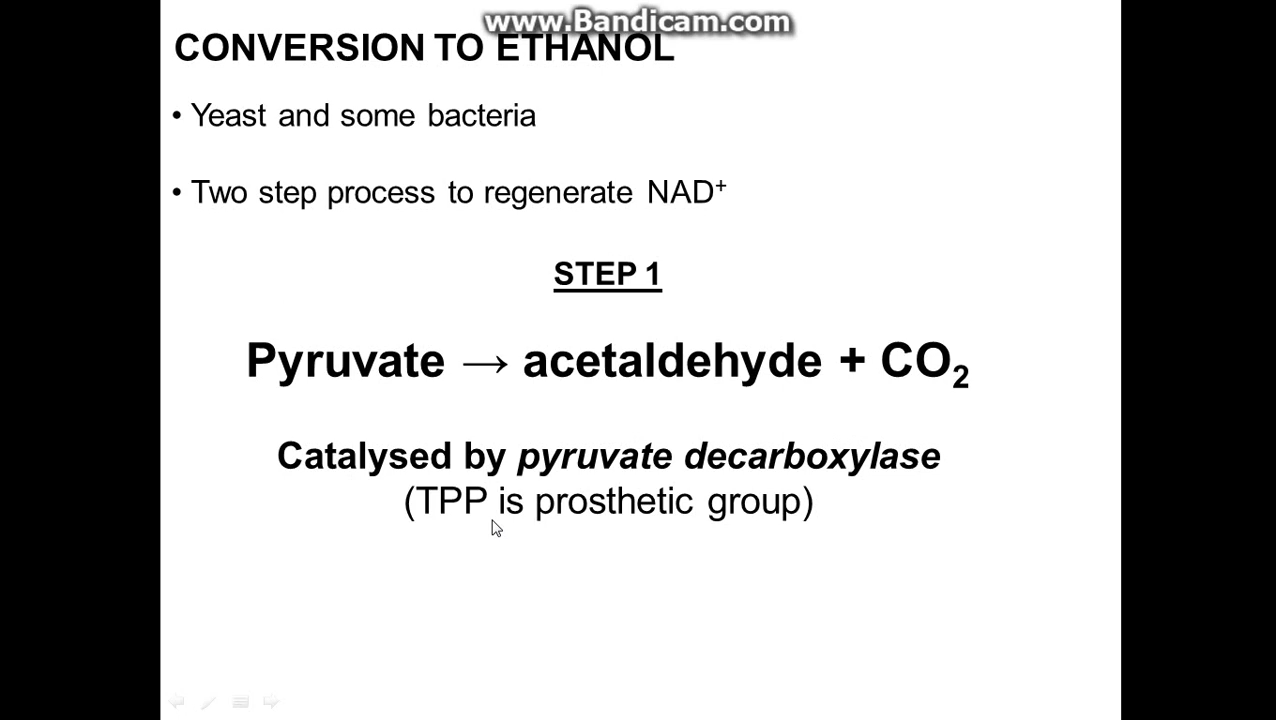 www.Bandicam.com
CONVERSION TO ETHANOL
• Yeast and some bacteria
• Two step process to regenerate NAD⁺
STEP 1
Pyruvate → acetaldehyde + CO₂
Catalysed by pyruvate decarboxylase
(TPP is prosthetic group)